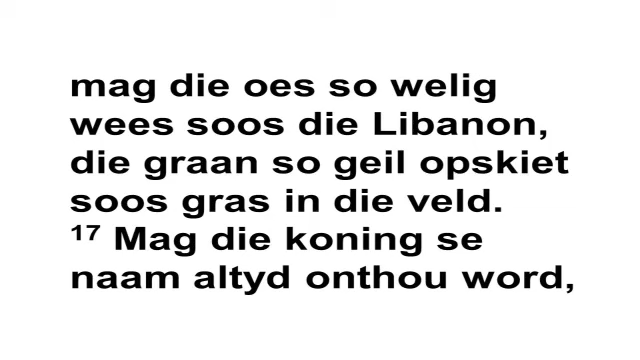 mag die oes so welig
wees soos die Libanon,
die graan so geil opskiet
soos gras in die veld.
17 Mag die koning se
naam altyd onthou word,